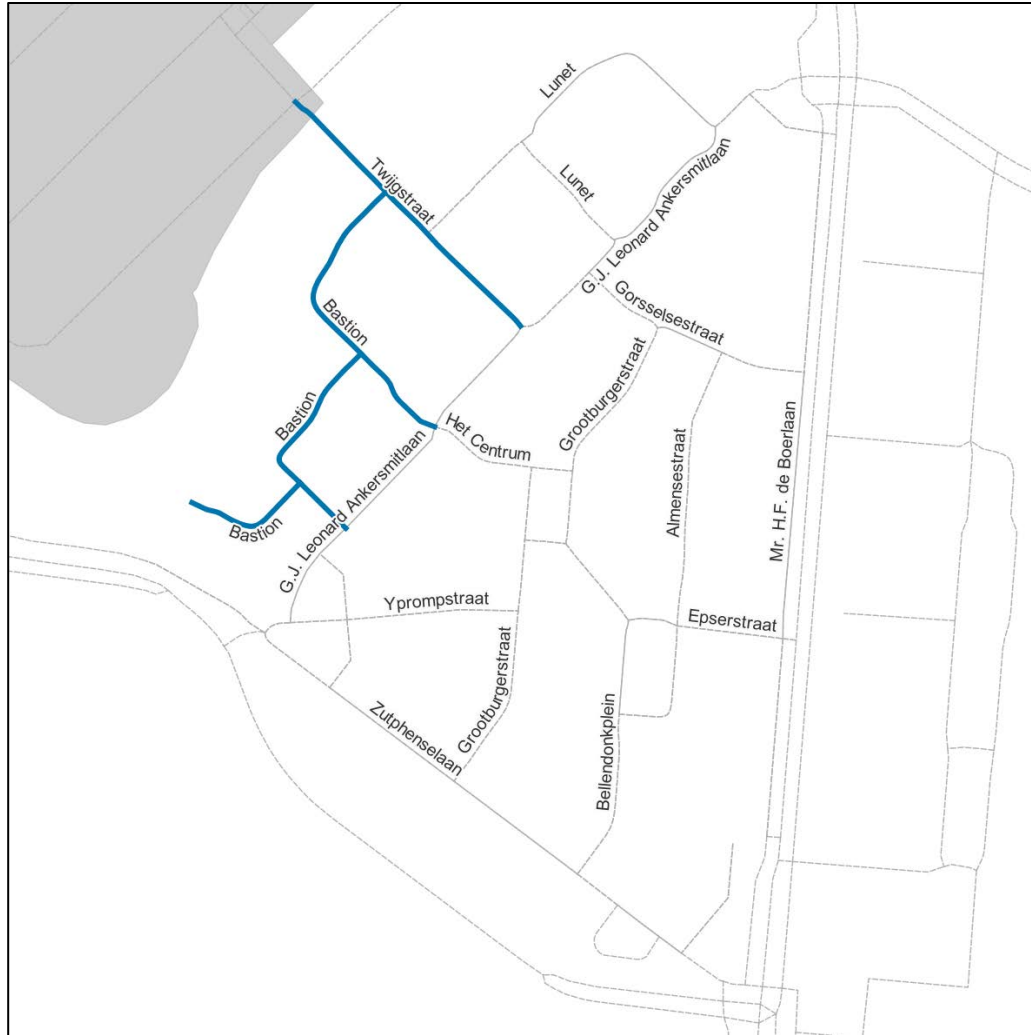 Lunet
Twijgstraat
Lunet
G.J. Leonard Ankersmitlaan
Gorsselsestraat
Bastion
Grootburgerstraat
Bastion
Het Centrum
Almensestraat
Mr. H.F. de Boerlaan
G.J. Leonard Ankersmitlaan
Bastion
Yprompstraat
Epserstraat
Grootburgerstraat
Zutphenselaan
Bellendonkplein